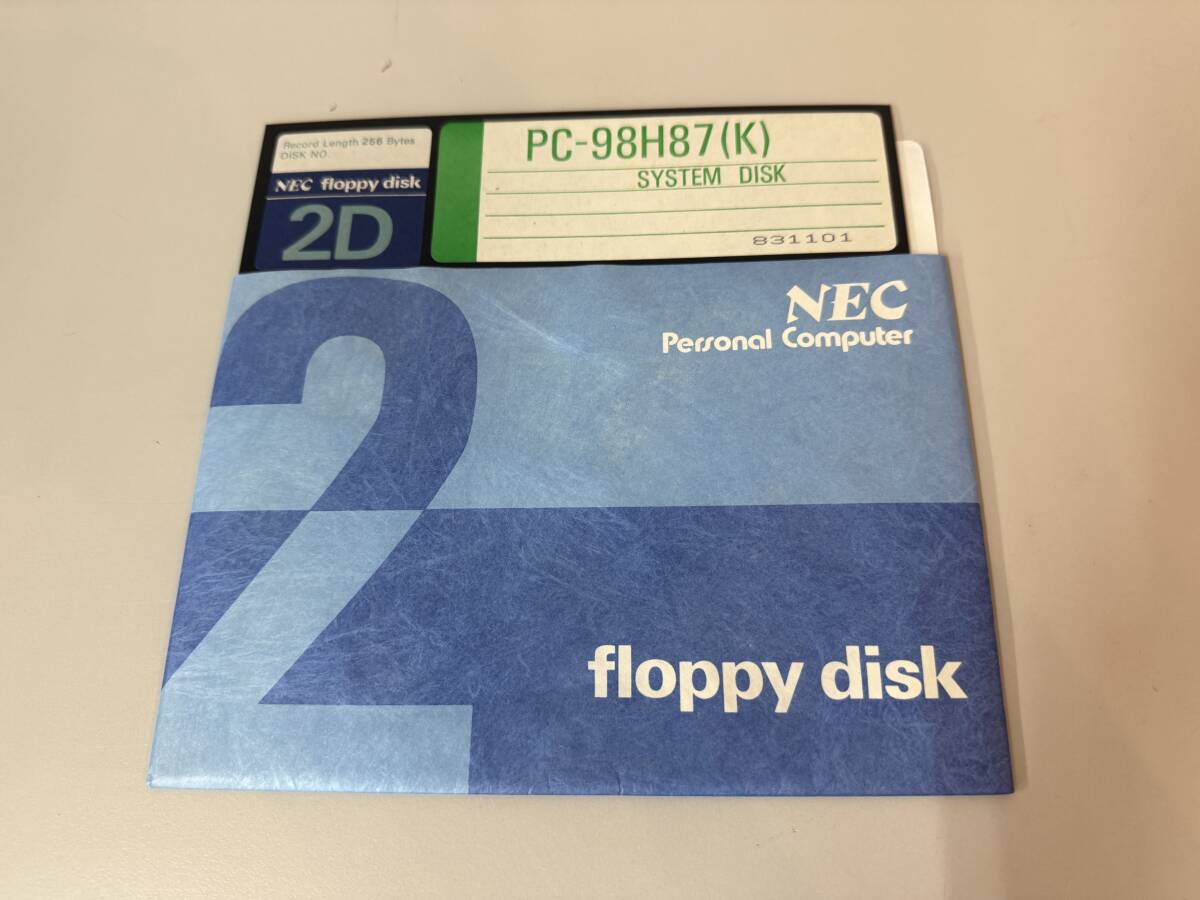 Record Length 256 Bytes
DISK NO.
NEC floppy disk
2D
PC-98H87(K)
SYSTEM DISK
831101
NEC
Personal Computer
2
floppy disk